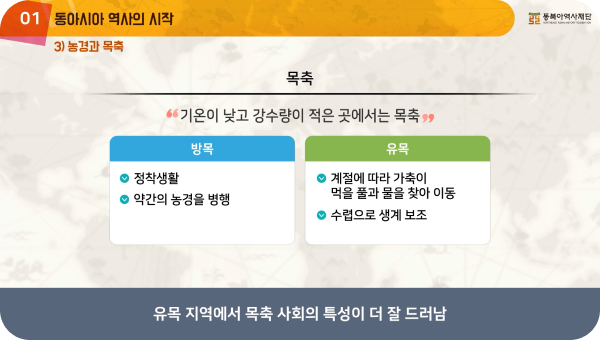 01 동아시아 역사의 시작
동북아역사재단
3) 농경과 목축
목축
❝기온이 낮고 강수량이 적은 곳에서는 목축❞
방목
정착생활
약간의 농경을 병행
유목
계절에 따라 가축이
먹을 풀과 물을 찾아 이동
수렵으로 생계 보조
유목 지역에서 목축 사회의 특성이 더 잘 드러남